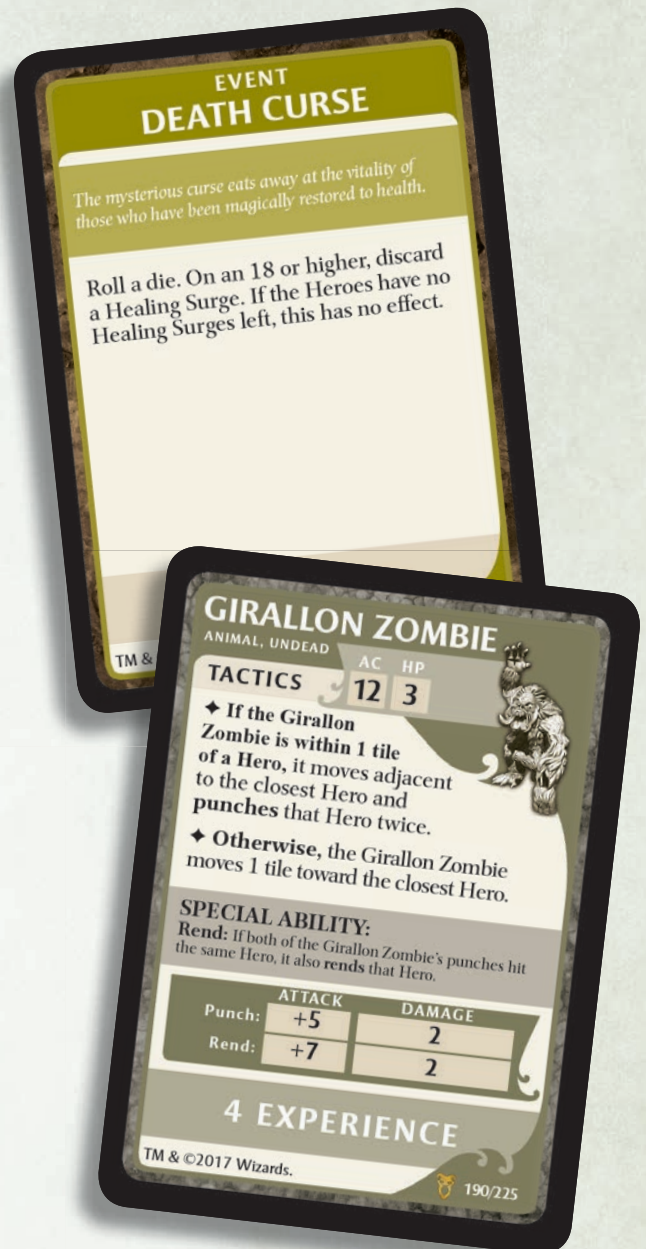 EVENT
DEATH CURSE
The mysterious curse eats away at the vitality of
those who have been magically restored to health.
Roll a die. On an 18 or higher, discard
a Healing Surge. If the Heroes have no
Healing Surges left, this has no effect.
TM &
GIRALLON ZOMBIE
ANIMAL, UNDEAD
AC HP
TACTICS 12 3
✦ If the Girallon
Zombie is within 1 tile
of a Hero, it moves adjacent
to the closest Hero and
punches that Hero twice.
✦ Otherwise, the Girallon Zombie
moves 1 tile toward the closest Hero.
SPECIAL ABILITY:
Rend: If both of the Girallon Zombie's punches hit
the same Hero, it also rends that Hero.
ATTACK DAMAGE
Punch: +5 2
Rend: +7 2
4 EXPERIENCE
TM & ©2017 Wizards.
190/225